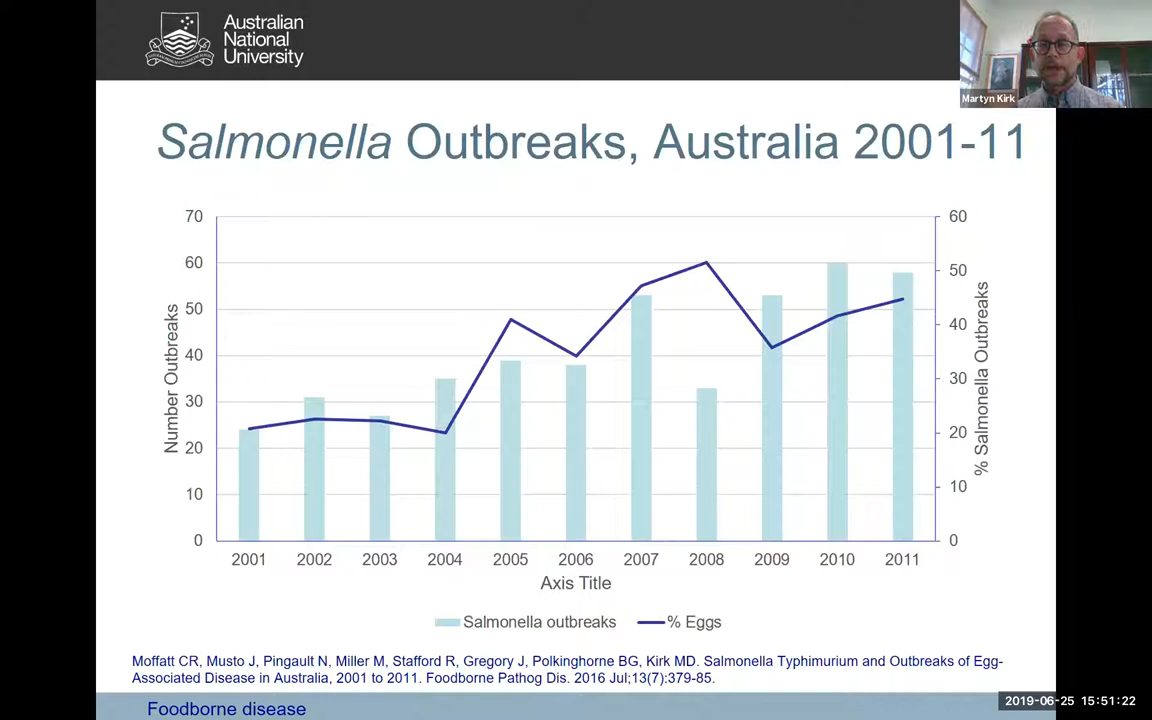 Australian
National
University
Martyn Kirk
Salmonella Outbreaks, Australia 2001-11
70
60
50
40
30
20
10
0
Number Outbreaks
60
50
40
30
20
10
0
% Salmonella Outbreaks
2001 2002 2003 2004 2005 2006 2007 2008 2009 2010 2011
Axis Title
Salmonella outbreaks % Eggs
Moffatt CR, Musto J, Pingault N, Miller M, Stafford R, Gregory J, Polkinghorne BG, Kirk MD. Salmonella Typhimurium and Outbreaks of Egg-
Associated Disease in Australia, 2001 to 2011. Foodborne Pathog Dis. 2016 Jul;13(7):379-85.
Foodborne disease
2019-06-25 15:51:22